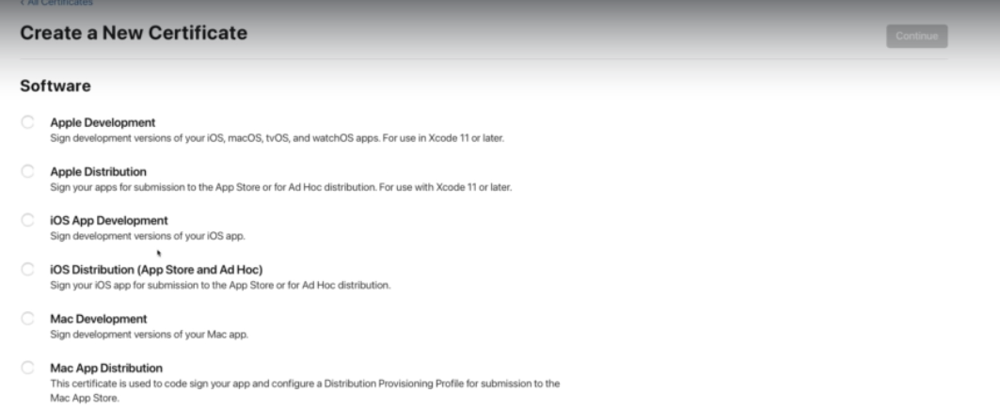 < All Certificates
Create a New Certificate
Continue
Software
Apple Development
Sign development versions of your iOS, macOS, tvOS, and watchOS apps. For use in Xcode 11 or later.
Apple Distribution
Sign your apps for submission to the App Store or for Ad Hoc distribution. For use with Xcode 11 or later.
iOS App Development
Sign development versions of your iOS app.
iOS Distribution (App Store and Ad Hoc)
Sign your iOS app for submission to the App Store or for Ad Hoc distribution.
Mac Development
Sign development versions of your Mac app.
Mac App Distribution
This certificate is used to code sign your app and configure a Distribution Provisioning Profile for submission to the
Mac App Store.